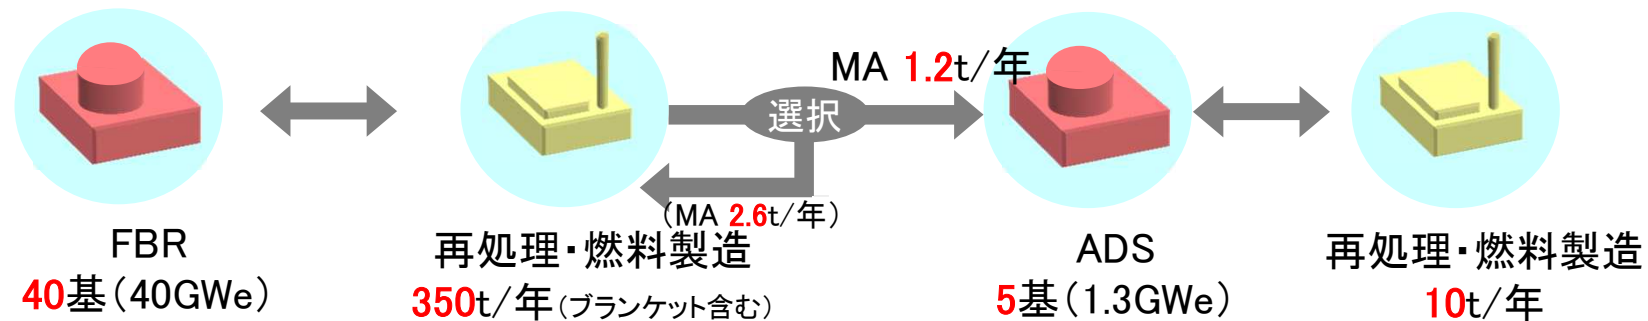 MA 1.2t/年
選択
(MA 2.6t/年)
FBR
40基(40GWe)
再処理・燃料製造
350t/年(ブランケット含む)
ADS
5基(1.3GWe)
再処理・燃料製造
10t/年